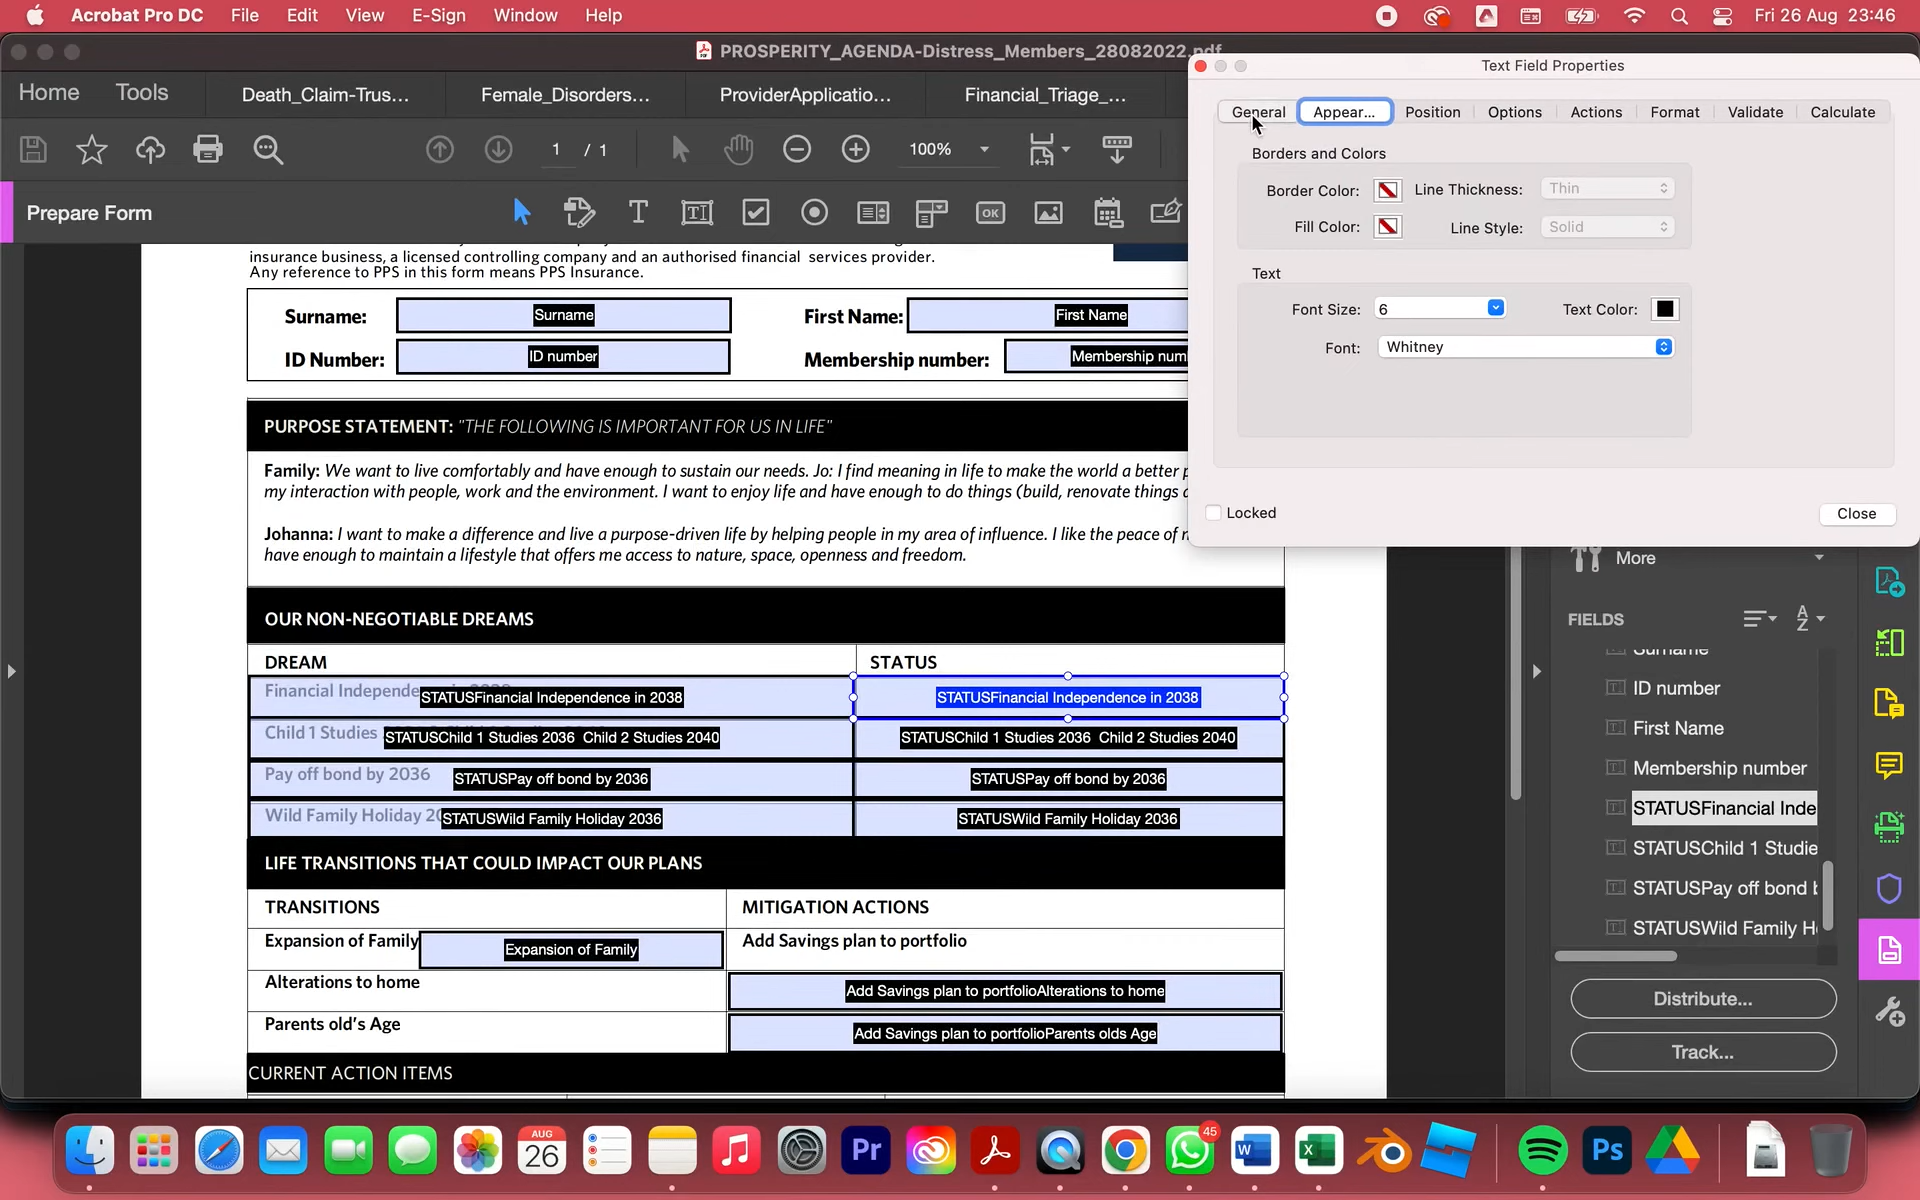 Acrobat Pro DC File Edit View E-Sign Window Help Fri 26 Aug 23:46
PROSPERITY_AGENDA-Distress_Members_28082022.pdf
Home Tools Death_Claim-Trus... Female_Disorders... ProviderApplicatio... Financial_Triage_...
1 / 1 100%
Prepare Form
OK
insurance business, a licensed controlling company and an authorised financial services provider.
Any reference to PPS in this form means PPS Insurance.
Surname: Surname First Name: First Name
ID Number: ID number Membership number: Membership num
PURPOSE STATEMENT: "THE FOLLOWING IS IMPORTANT FOR US IN LIFE"
Family: We want to live comfortably and have enough to sustain our needs. Jo: I find meaning in life to make the world a better
my interaction with people, work and the environment. I want to enjoy life and have enough to do things (build, renovate things
Johanna: I want to make a difference and live a purpose-driven life by helping people in my area of influence. I like the peace of
have enough to maintain a lifestyle that offers me access to nature, space, openness and freedom.
OUR NON-NEGOTIABLE DREAMS
DREAM STATUS
Financial Independe STATUSFinancial Independence in 2038 STATUSFinancial Independence in 2038
Child 1 Studies STATUSChild 1 Studies 2036 Child 2 Studies 2040 STATUSChild 1 Studies 2036 Child 2 Studies 2040
Pay off bond by 2036 STATUSPay off bond by 2036 STATUSPay off bond by 2036
Wild Family Holiday 20 STATUSWild Family Holiday 2036 STATUSWild Family Holiday 2036
LIFE TRANSITIONS THAT COULD IMPACT OUR PLANS
TRANSITIONS MITIGATION ACTIONS
Expansion of Family Expansion of Family Add Savings plan to portfolio
Alterations to home Add Savings plan to portfolioAlterations to home
Parents old's Age Add Savings plan to portfolioParents olds Age
CURRENT ACTION ITEMS
Text Field Properties
General Appear... Position Options Actions Format Validate Calculate
Borders and Colors
Border Color: Line Thickness: Thin
Fill Color: Line Style: Solid
Text
Font Size: 6 Text Color:
Font: Whitney
Locked Close
More
FIELDS
Surname
ID number
First Name
Membership number
STATUSFinancial Inde
STATUSChild 1 Studie
STATUSPay off bond
STATUSWild Family H
Distribute...
Track...
AUG
26
Pr
45
W
X
Ps